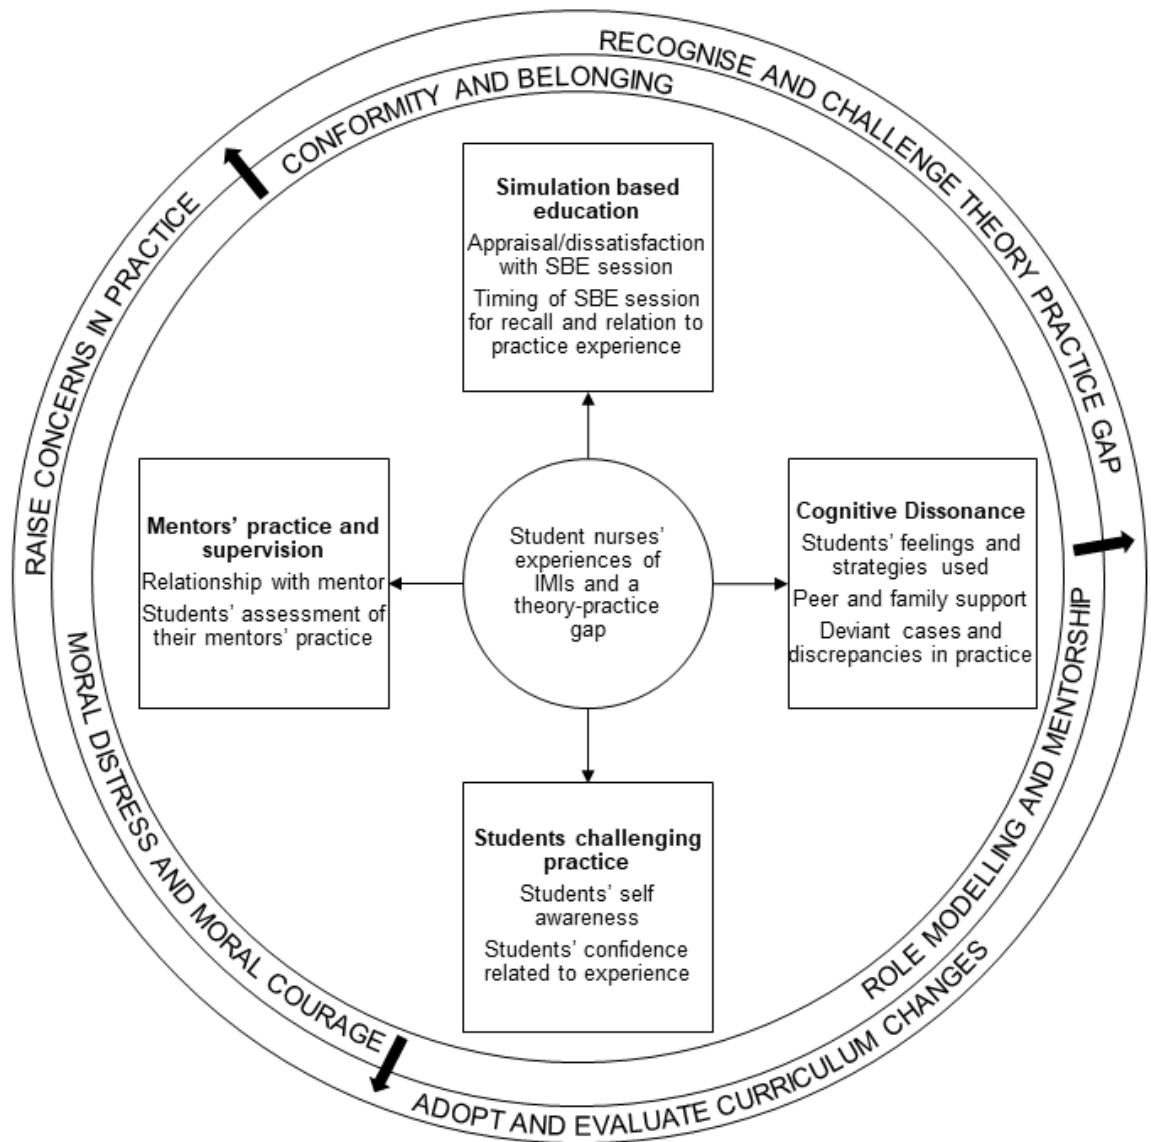 RECOGNISE AND CHALLENGE THEORY PRACTICE GAP
CONFORMITY AND BELONGING
RAISE CONCERNS IN PRACTICE
Simulation based
education
Appraisal/dissatisfaction
with SBE session
Timing of SBE session
for recall and relation to
practice experience
Mentors’ practice and
supervision
Relationship with mentor
Students’ assessment of
their mentors’ practice
Student nurses’
experiences of
IMIs and a
theory-practice
gap
Cognitive Dissonance
Students’ feelings and
strategies used
Peer and family support
Deviant cases and
discrepancies in practice
Students challenging
practice
Students’ self
awareness
Students’ confidence
related to experience
MORAL DISTRESS AND MORAL COURAGE
ROLE MODELLING AND MENTORSHIP
ADOPT AND EVALUATE CURRICULUM CHANGES